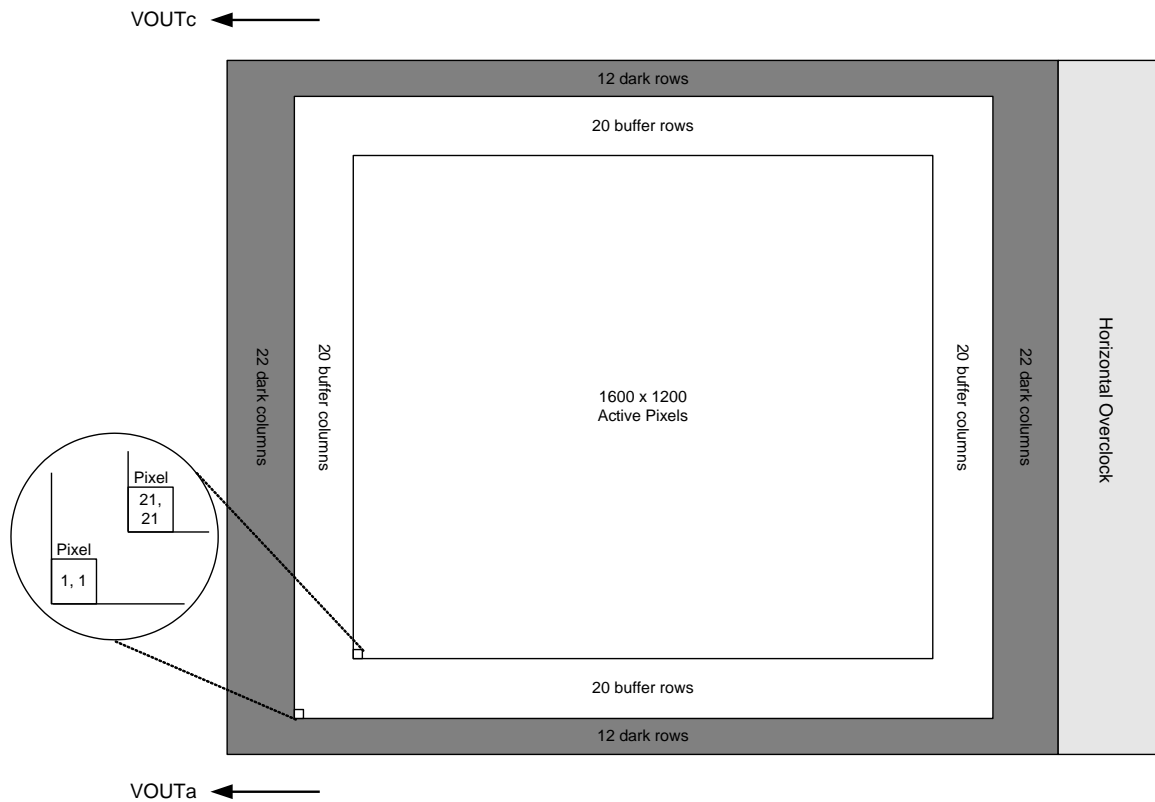 VOUTc
12 dark rows
20 buffer rows
22 dark columns
20 buffer columns
1600 x 1200
Active Pixels
20 buffer columns
22 dark columns
Horizontal Overclock
Pixel
21,
21
Pixel
1, 1
20 buffer rows
12 dark rows
VOUTa